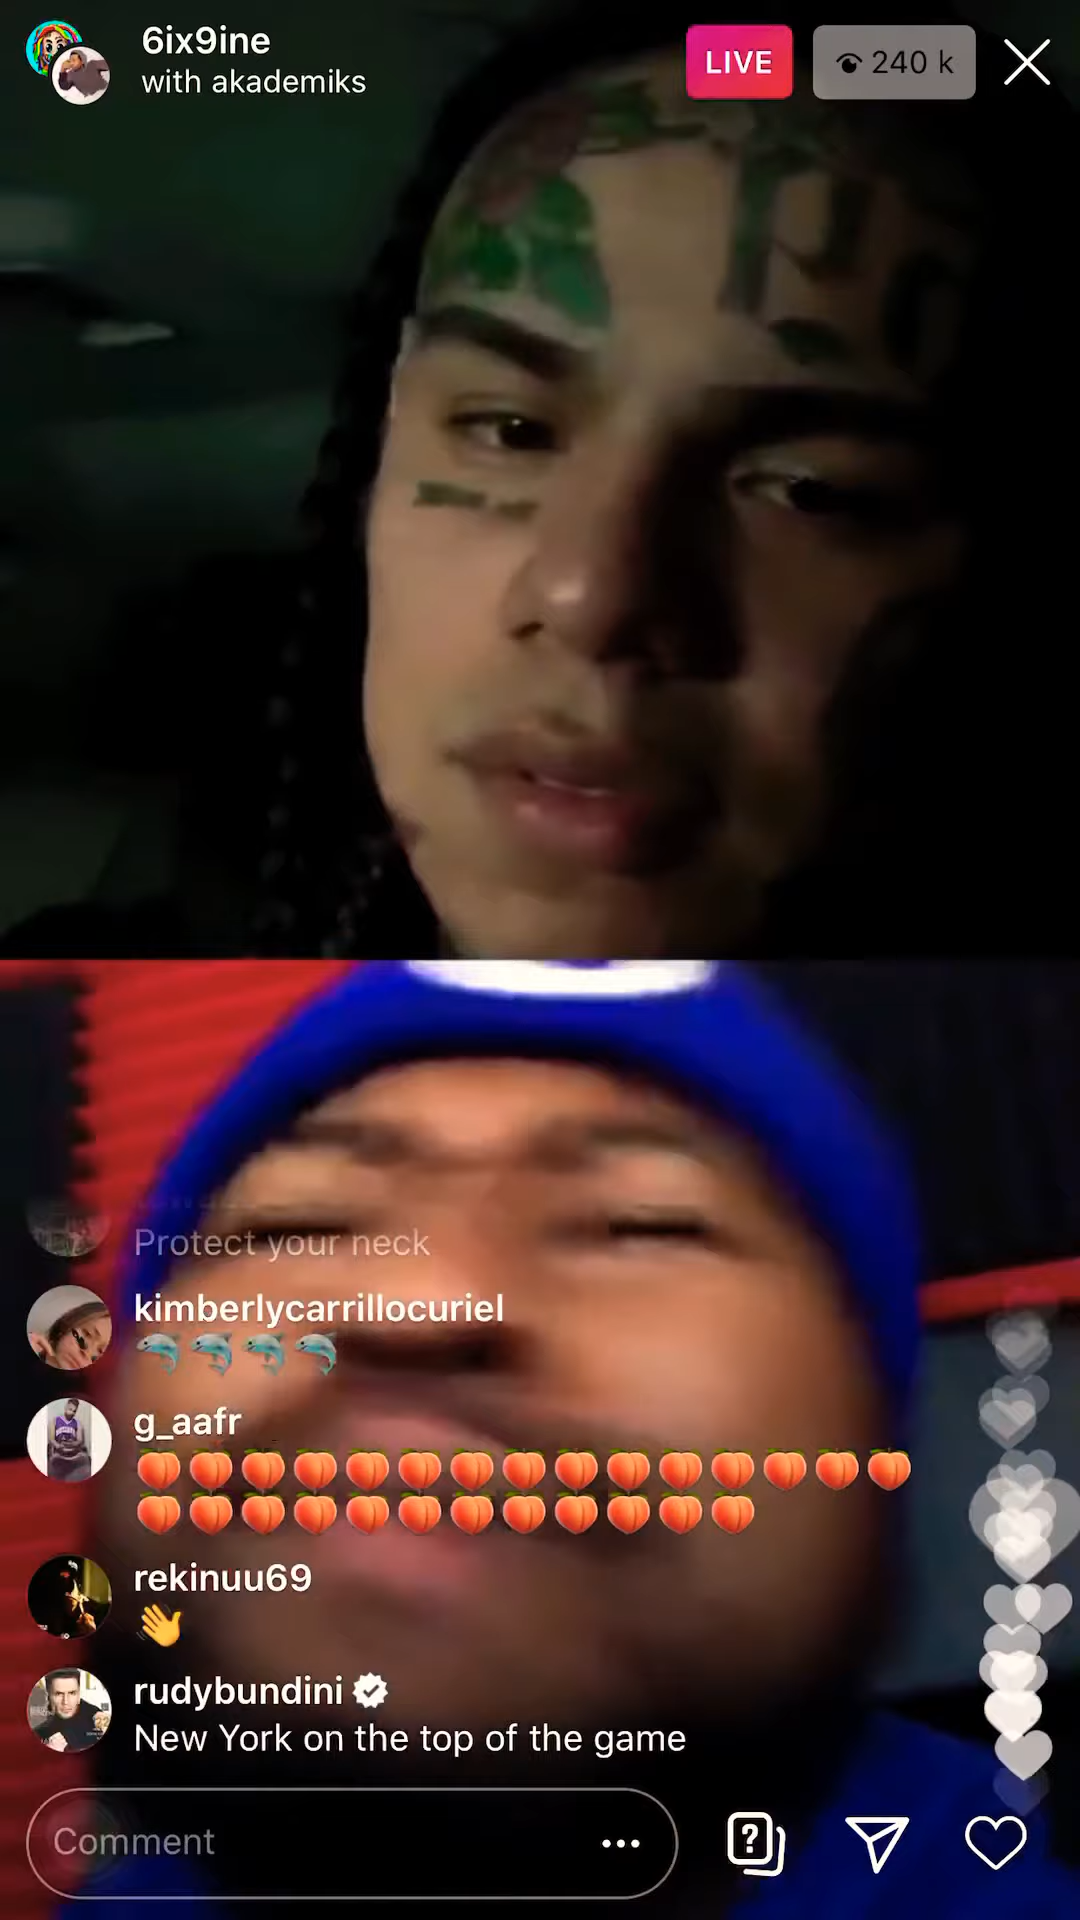 6ix9ine
with akademiks
LIVE
240 k
Protect your neck
kimberlycarrillocuriel
🐬🐬🐬🐬
g_aafr
🍑🍑🍑🍑🍑🍑🍑🍑🍑🍑🍑🍑🍑🍑🍑
🍑🍑🍑🍑🍑🍑🍑🍑🍑🍑🍑🍑
rekinuu69
👋
rudybundini
New York on the top of the game
Comment